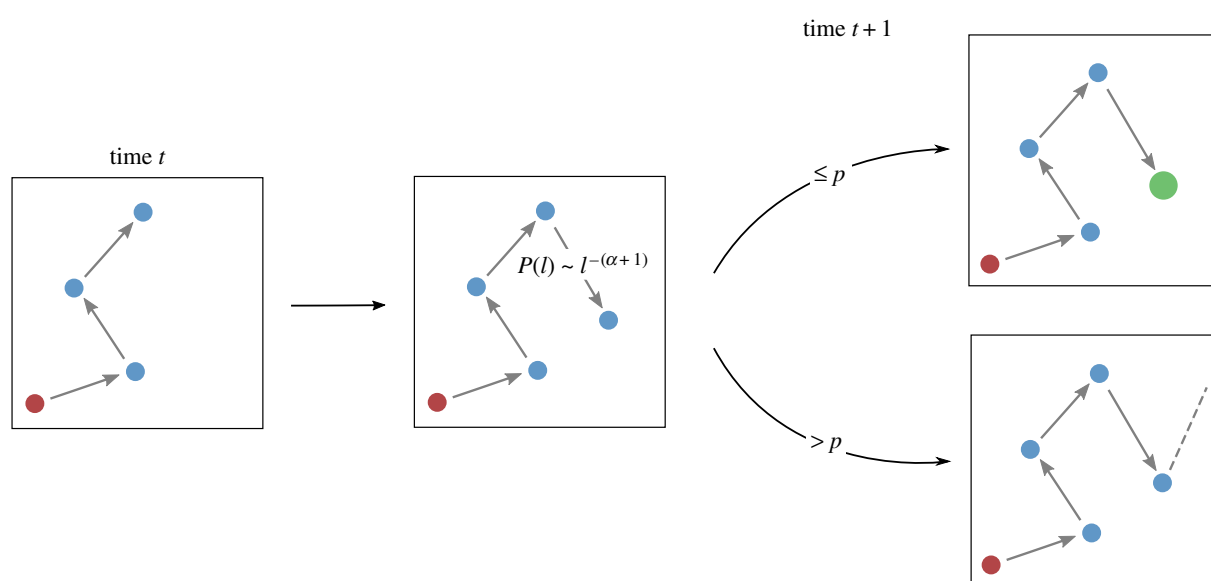 time t
P(l) ~ l^{-(α + 1)}
time t + 1
≤ p
> p